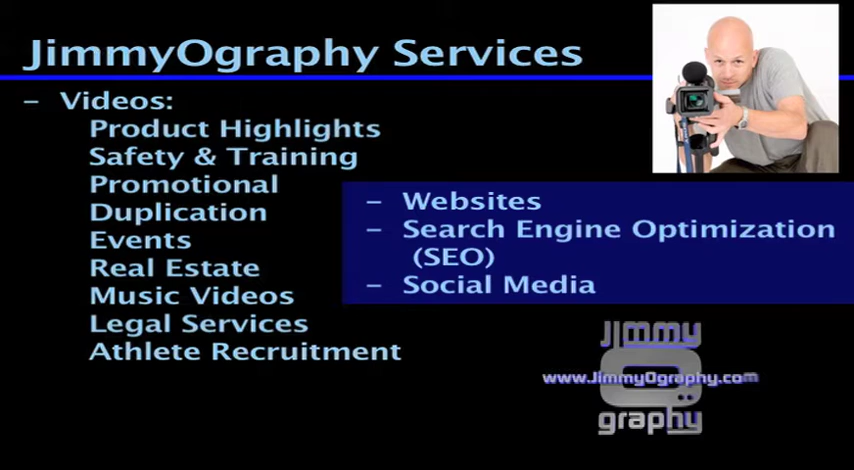 JimmyOgraphy Services
– Videos:
Product Highlights
Safety & Training
Promotional
Duplication
Events
Real Estate
Music Videos
Legal Services
Athlete Recruitment
– Websites
– Search Engine Optimization
(SEO)
– Social Media
Jimmy
www.JimmyOgraphy.com
graphy